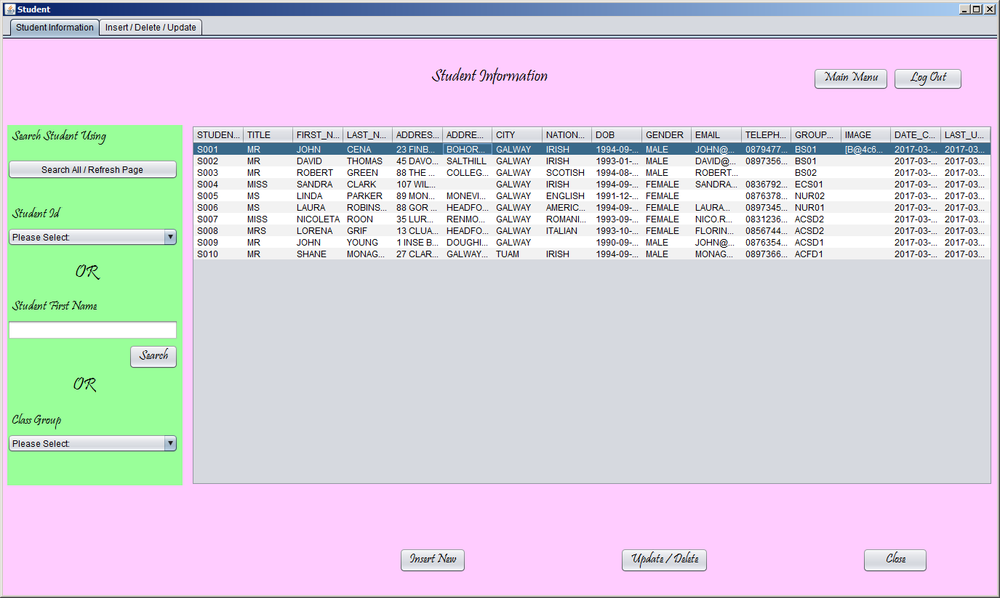 Student
Student Information Insert / Delete / Update
Student Information
Main Menu Log Out
Search Student Using
Search All / Refresh Page
Student Id
Please Select:
OR
Student First Name
Search
OR
Class Group
Please Select:
STUDEN... TITLE FIRST_N... LAST_N... ADDRES... ADDRE... CITY NATION... DOB GENDER EMAIL TELEPH... GROUP... IMAGE DATE_C... LAST_U...
S001 MR JOHN CENA 23 FINB... BOHOR... GALWAY IRISH 1994-09-... MALE JOHN@... 0879477... BS01 [B@4c6... 2017-03-... 2017-03...
S002 MR DAVID THOMAS 45 DAVO... SALTHILL GALWAY IRISH 1993-01-... MALE DAVID@... 0897356... BS01 2017-03-... 2017-03...
S003 MR ROBERT GREEN 88 THE ... COLLEG... GALWAY SCOTISH 1994-08-... MALE ROBERT... BS02 2017-03-... 2017-03...
S004 MISS SANDRA CLARK 107 WIL... GALWAY IRISH 1994-09-... FEMALE SANDRA... 0836792... ECS01 2017-03-... 2017-03...
S005 MS LINDA PARKER 89 MON... MONEVI... GALWAY ENGLISH 1991-12-... FEMALE 0876378... NUR02 2017-03-... 2017-03...
S006 MS LAURA ROBINS... 88 GOR ... HEADFO... GALWAY AMERIC... 1994-09-... FEMALE LAURA... 0897345... NUR01 2017-03-... 2017-03...
S007 MISS NICOLETA ROON 35 LUR... RENMO... GALWAY ROMANI... 1993-09-... FEMALE NICO.R... 0831236... ACSD2 2017-03-... 2017-03...
S008 MRS LORENA GRIF 13 CLUA... HEADFO... GALWAY ITALIAN 1993-10-... FEMALE FLORIN... 0856744... ACSD2 2017-03-... 2017-03...
S009 MR JOHN YOUNG 1 INSE B... DOUGHI... GALWAY 1990-09-... MALE JOHN@... 0876354... ACSD1 2017-03-... 2017-03...
S010 MR SHANE MONAG... 27 CLAR... GALWAY... TUAM IRISH 1994-09-... MALE MONAG... 0897366... ACFD1 2017-03-... 2017-03...
Insert New Update / Delete Close